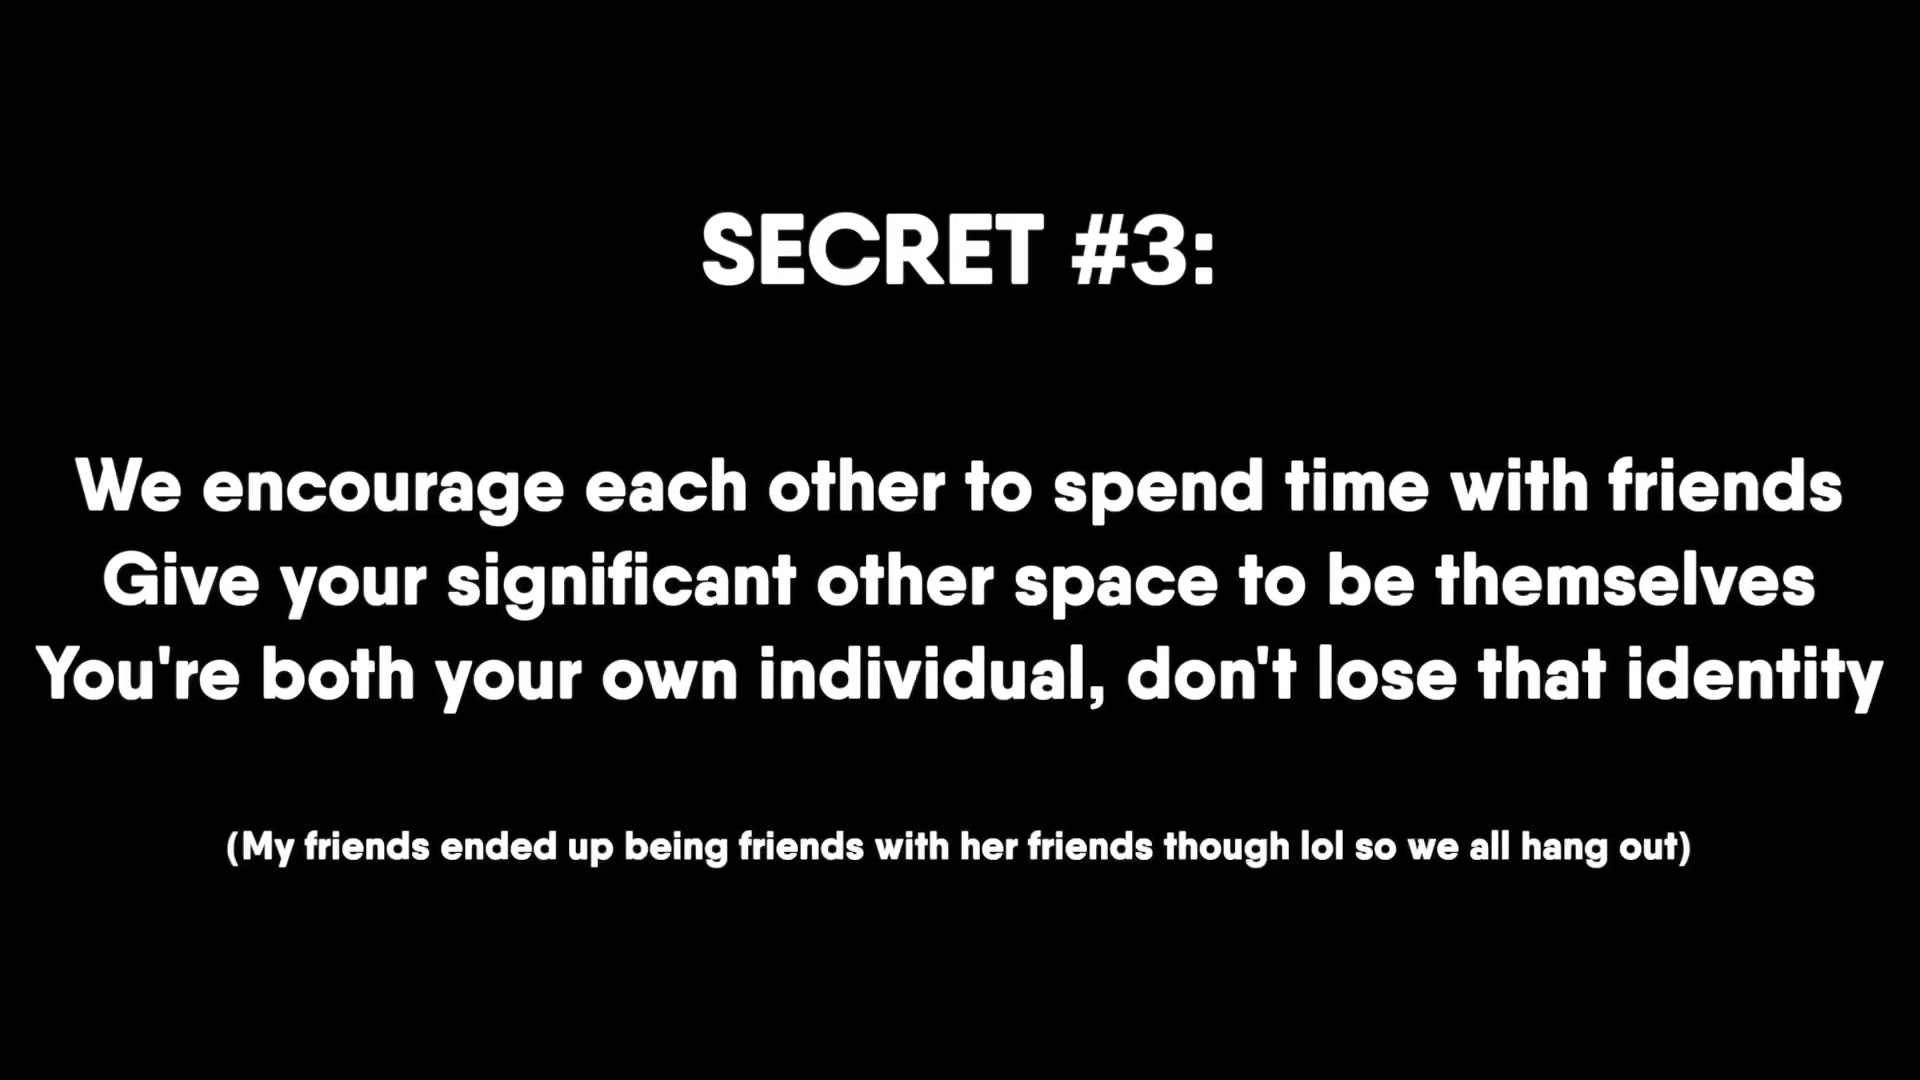 SECRET #3:
We encourage each other to spend time with friends
Give your significant other space to be themselves
You're both your own individual, don't lose that identity
(My friends ended up being friends with her friends though lol so we all hang out)